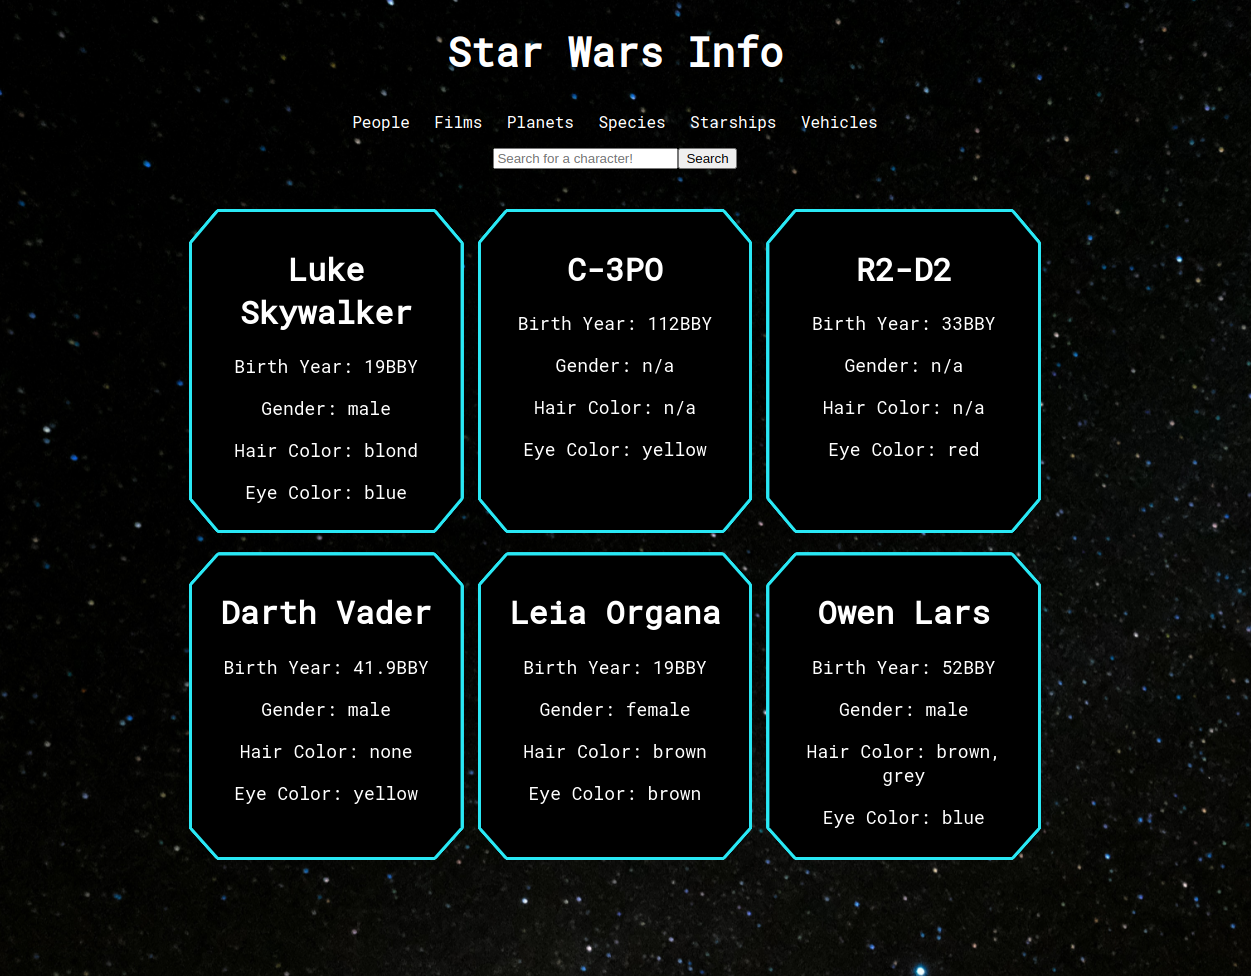 Star Wars Info
People Films Planets Species Starships Vehicles
Search for a character! Search
Luke
Skywalker
Birth Year: 19BBY
Gender: male
Hair Color: blond
Eye Color: blue
C-3PO
Birth Year: 112BBY
Gender: n/a
Hair Color: n/a
Eye Color: yellow
R2-D2
Birth Year: 33BBY
Gender: n/a
Hair Color: n/a
Eye Color: red
Darth Vader
Birth Year: 41.9BBY
Gender: male
Hair Color: none
Eye Color: yellow
Leia Organa
Birth Year: 19BBY
Gender: female
Hair Color: brown
Eye Color: brown
Owen Lars
Birth Year: 52BBY
Gender: male
Hair Color: brown,
grey
Eye Color: blue